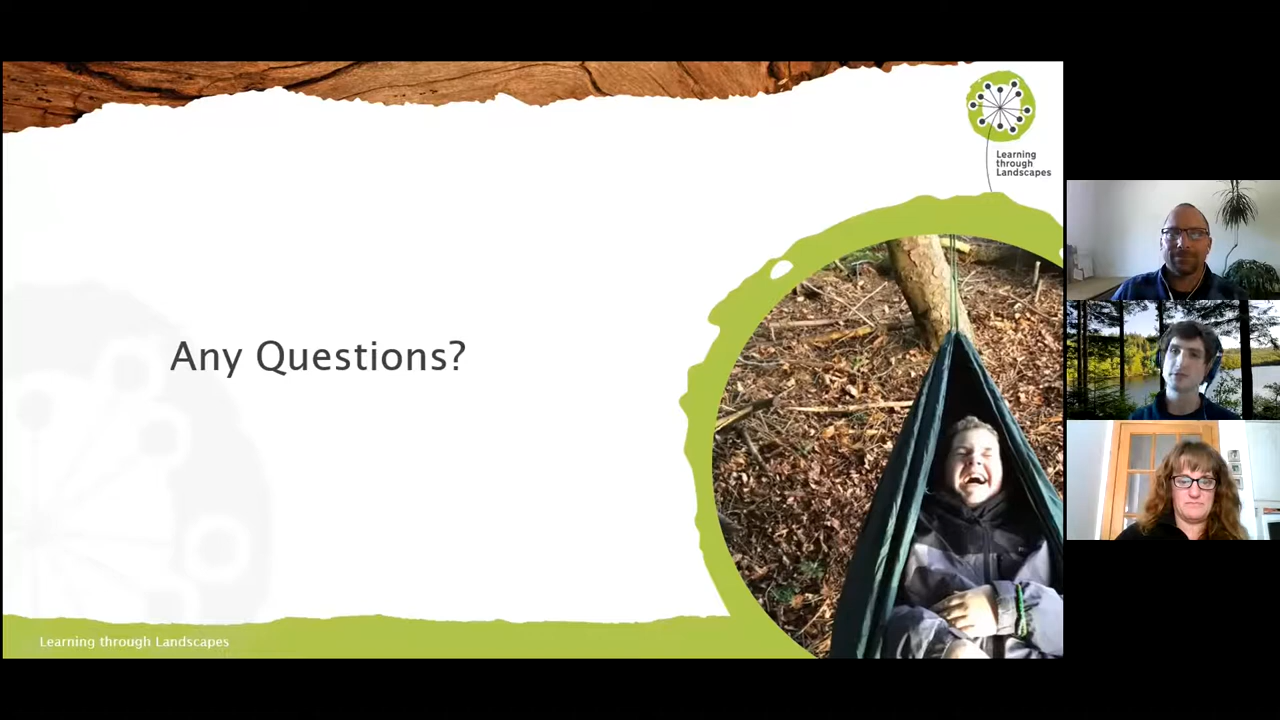 Learning
through
Landscapes
Any Questions?
Learning through Landscapes